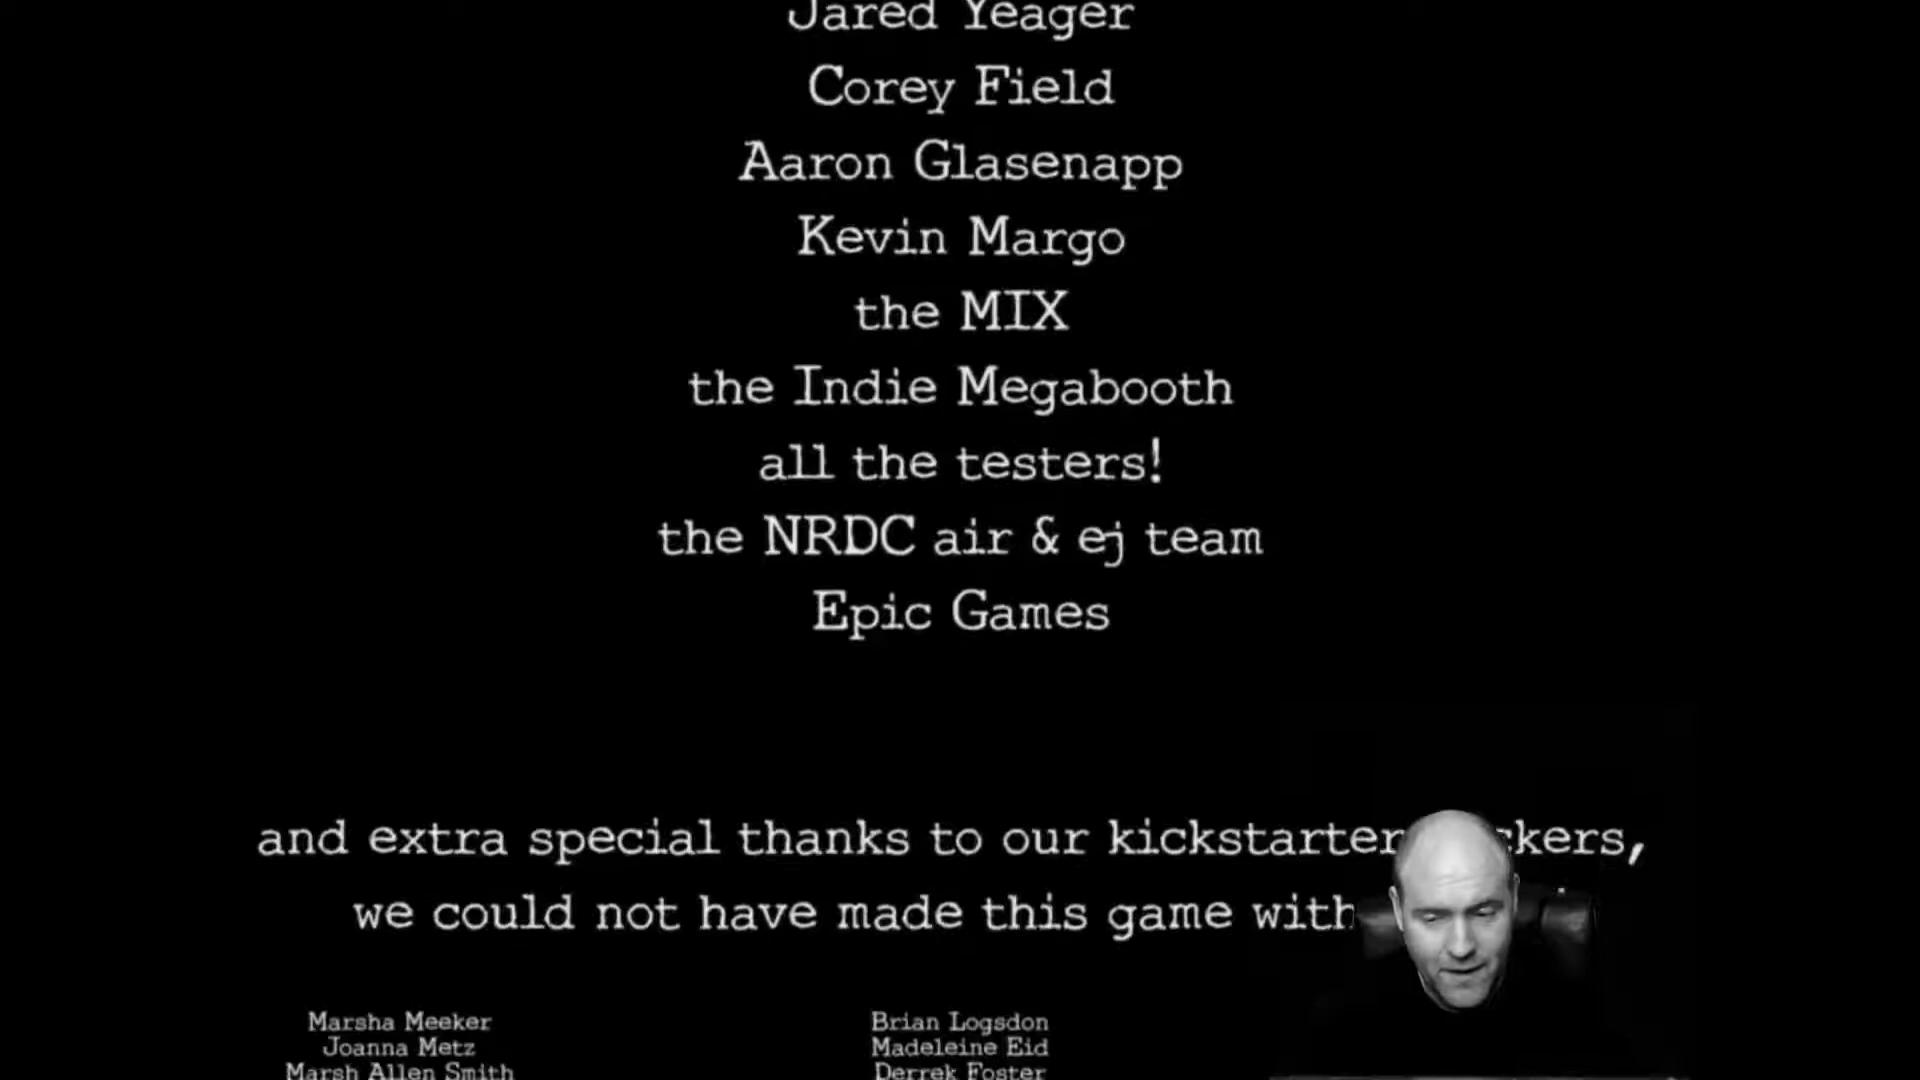 Jared Yeager
Corey Field
Aaron Glasenapp
Kevin Margo
the MIX
the Indie Megabooth
all the testers!
the NRDC air & ej team
Epic Games
and extra special thanks to our kickstarter
we could not have made this game
Marsha Meeker
Brian Logsdon
Joanna Metz
Madeleine Eid
Marsh Allen Smith
Derrek Foster